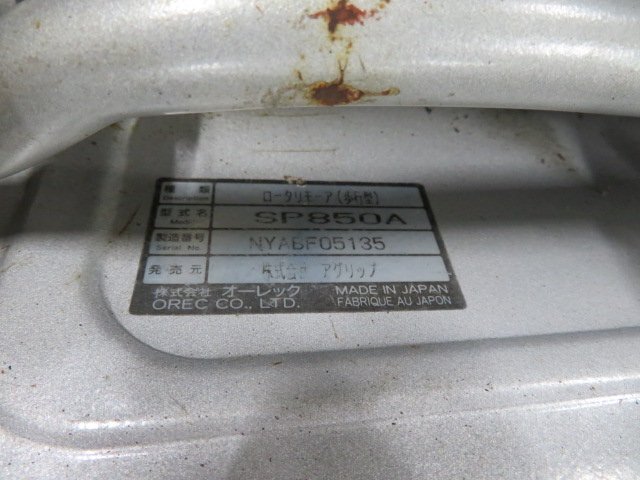 種類 ロータリモーア(歩行型)
Description
型式名 SP850A
Model
製造番号 NYABF05135
Serial No.
発売元 株式会社 アグリップ
株式会社 オーレック MADE IN JAPAN
OREC CO., LTD. FABRIQUE AU JAPON